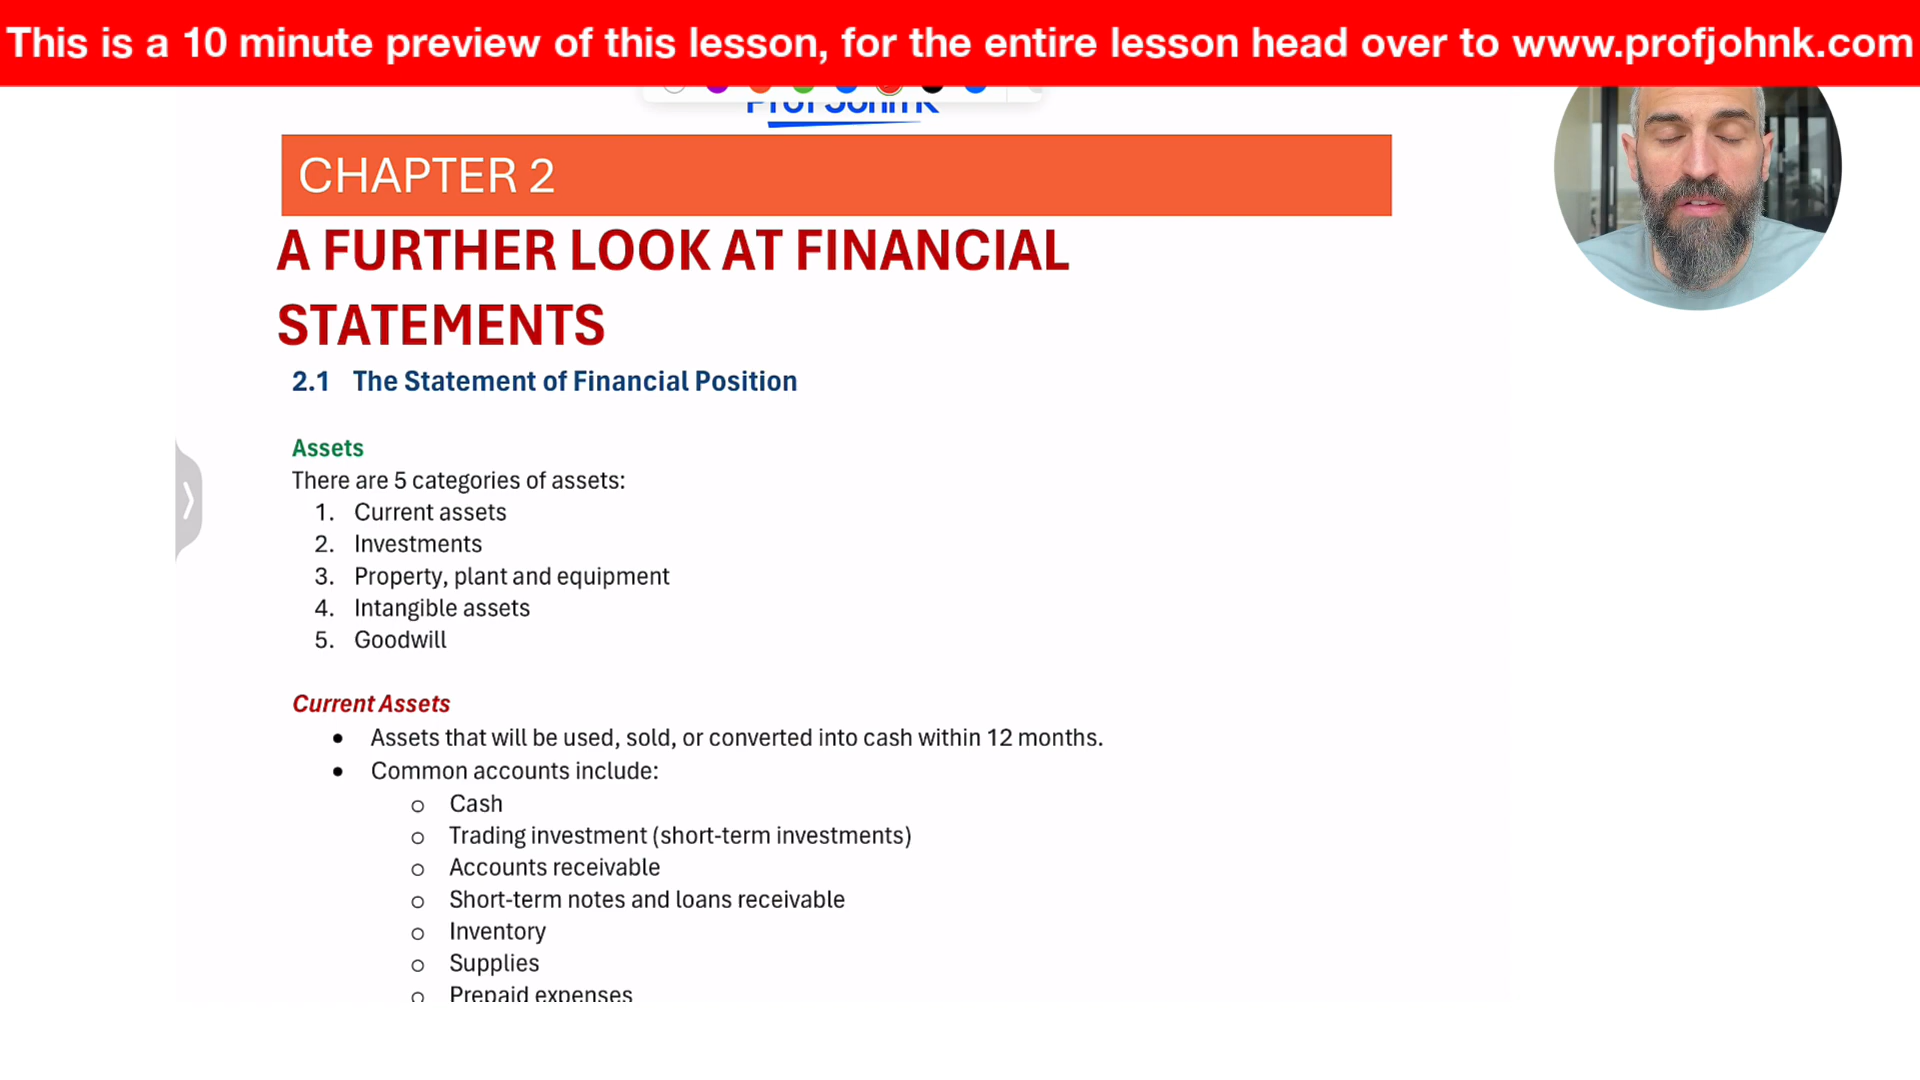 This is a 10 minute preview of this lesson, for the entire lesson head over to www.profjohnk.com
Prof John K
CHAPTER 2
A FURTHER LOOK AT FINANCIAL
STATEMENTS
2.1 The Statement of Financial Position
Assets
There are 5 categories of assets:
1. Current assets
2. Investments
3. Property, plant and equipment
4. Intangible assets
5. Goodwill
Current Assets
• Assets that will be used, sold, or converted into cash within 12 months.
• Common accounts include:
o Cash
o Trading investment (short-term investments)
o Accounts receivable
o Short-term notes and loans receivable
o Inventory
o Supplies
o Prepaid expenses